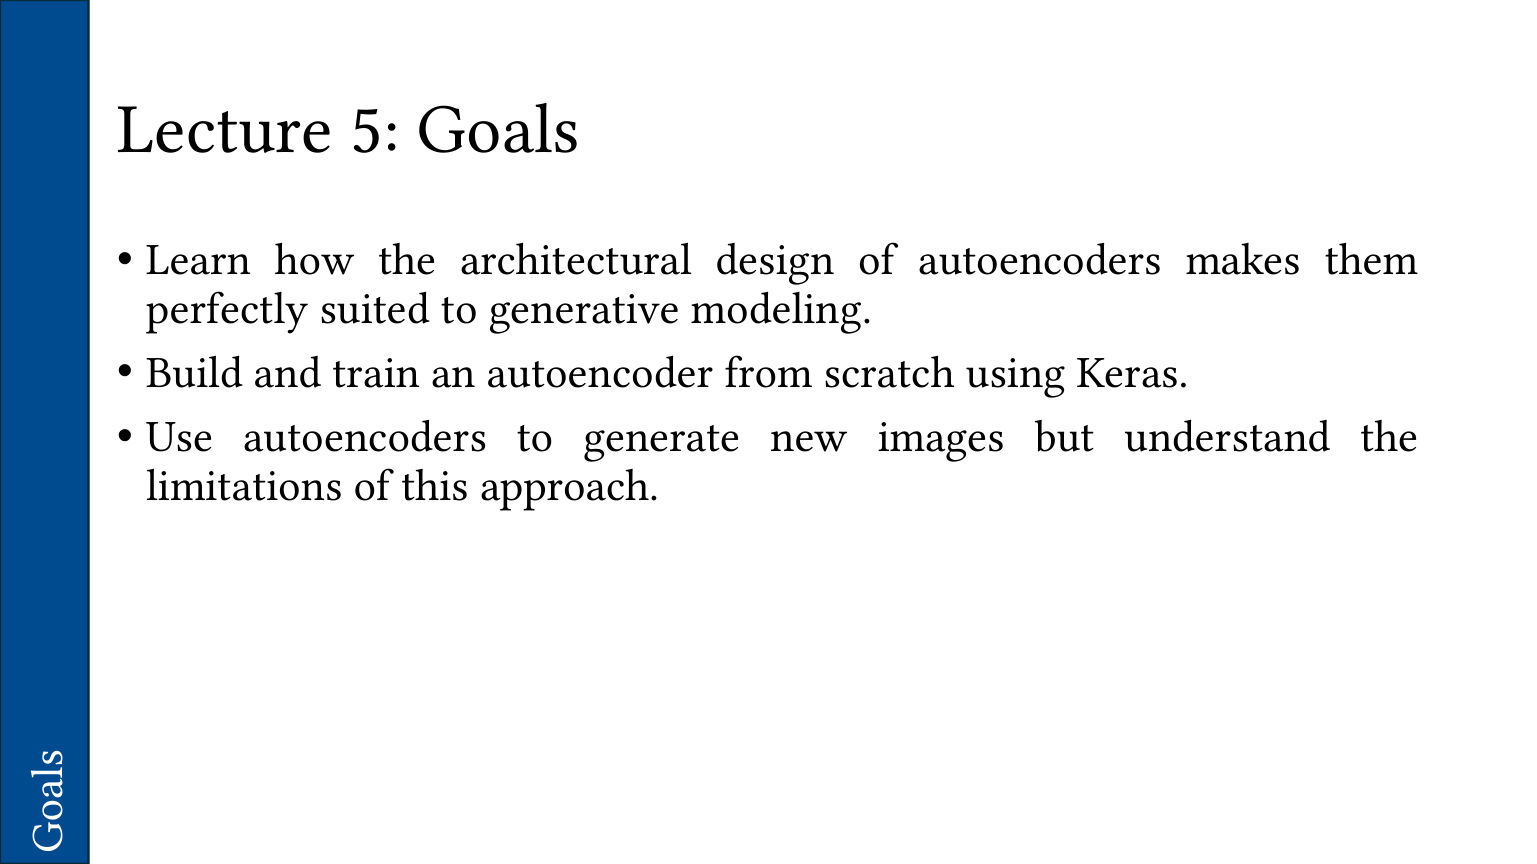 Lecture 5: Goals
• Learn how the architectural design of autoencoders makes them
perfectly suited to generative modeling.
• Build and train an autoencoder from scratch using Keras.
• Use autoencoders to generate new images but understand the
limitations of this approach.
Goals